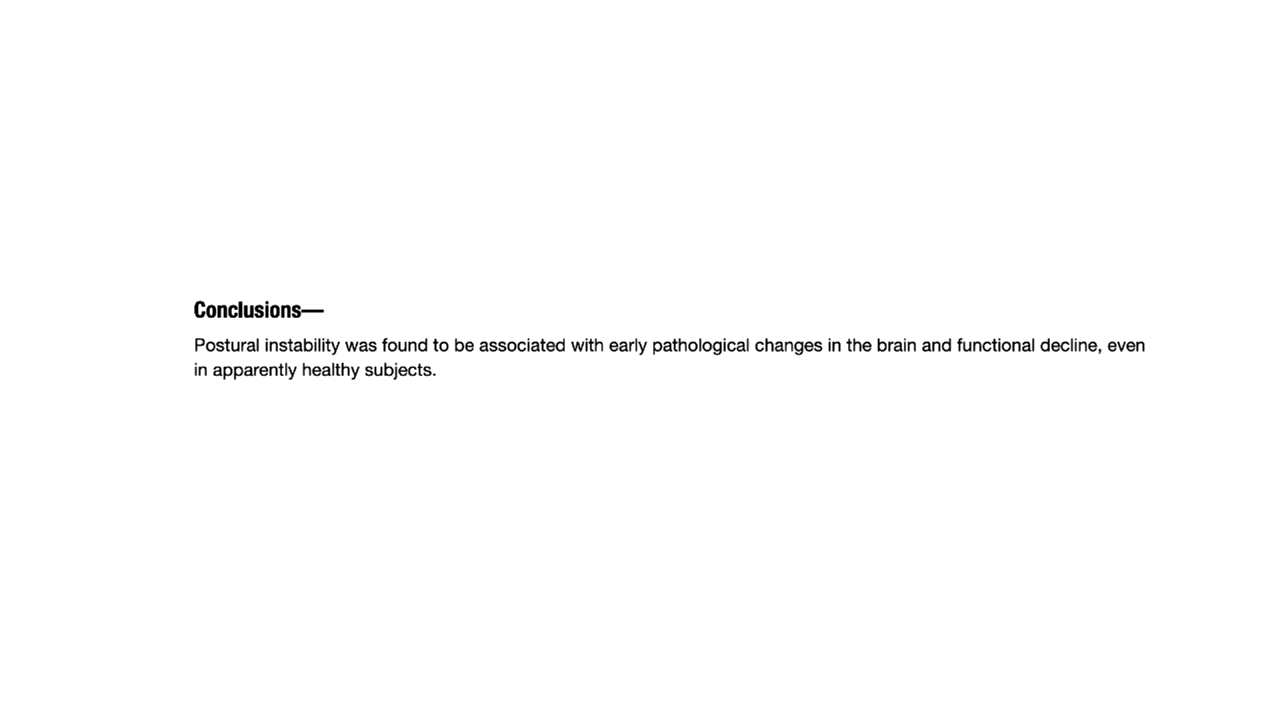 Conclusions—
Postural instability was found to be associated with early pathological changes in the brain and functional decline, even
in apparently healthy subjects.